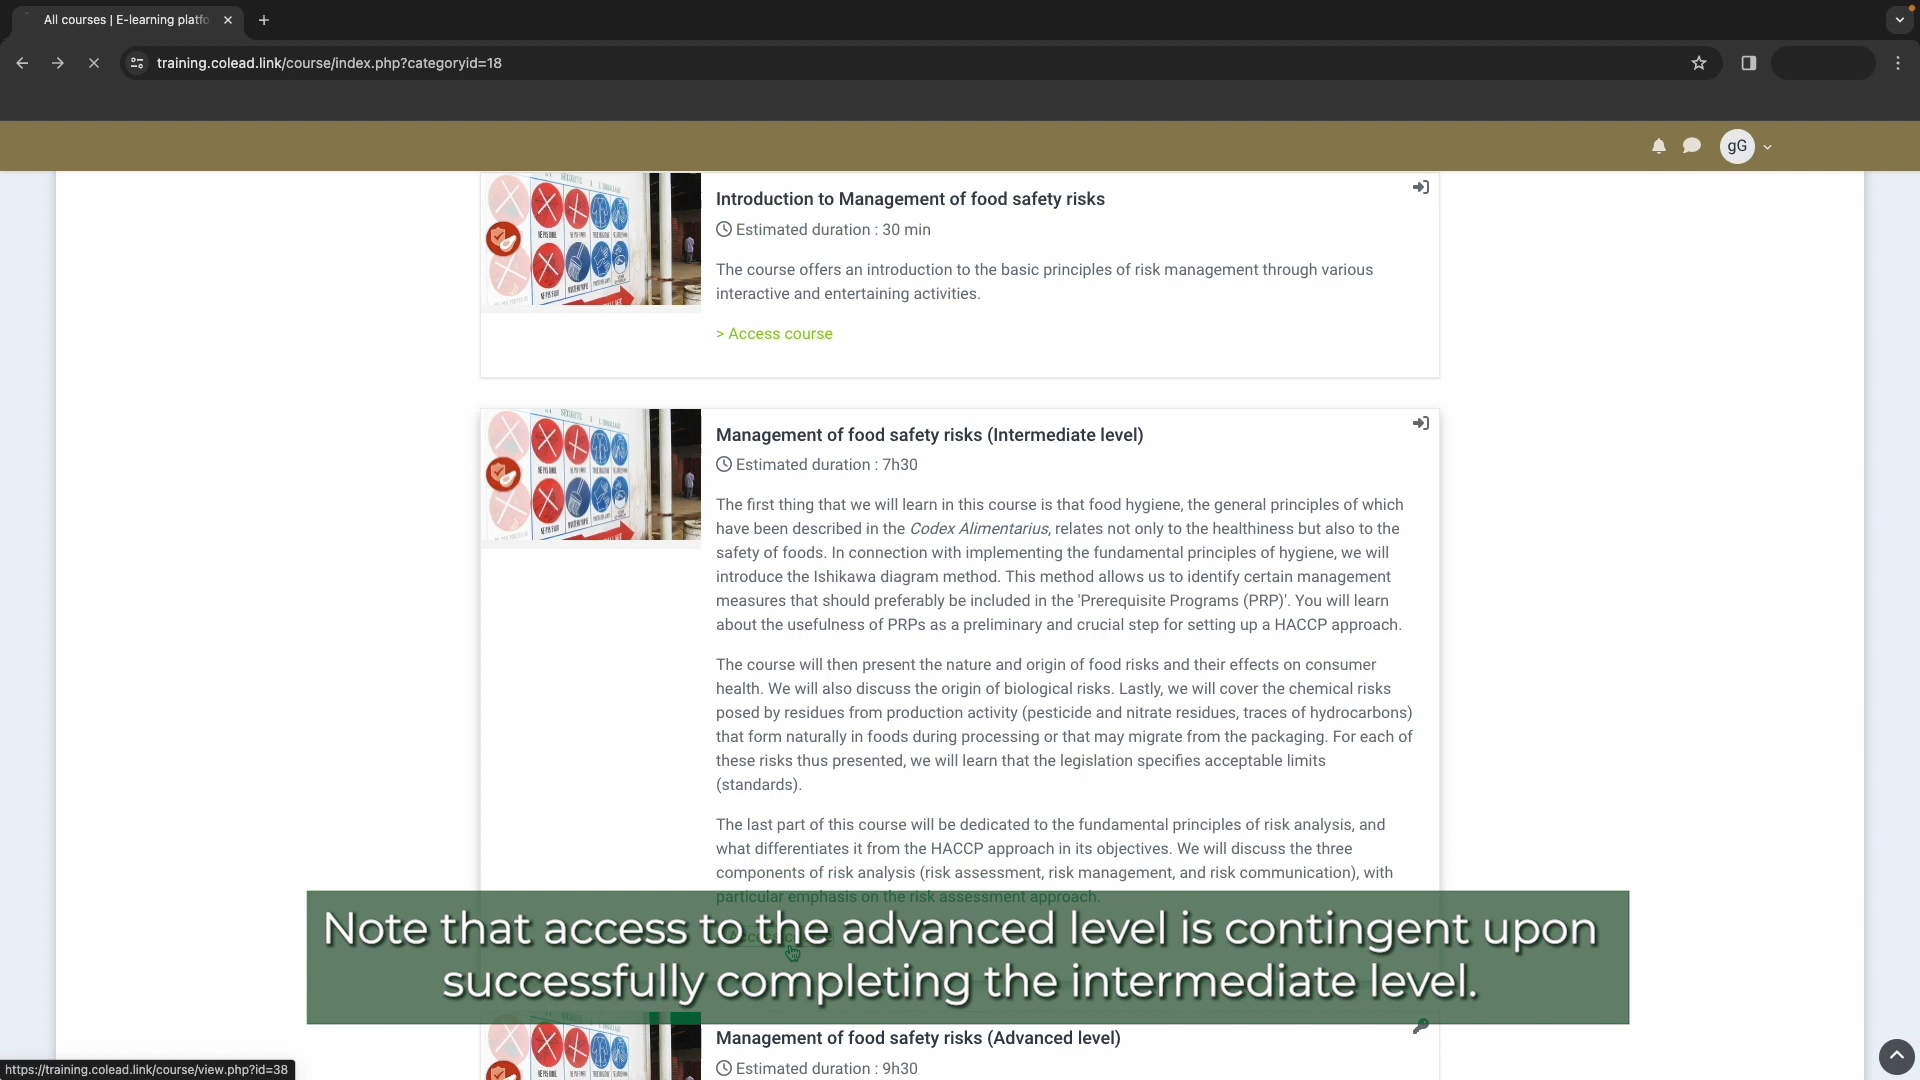 All courses | E-learning platfo
training.colead.link/course/index.php?categoryid=18
gG
Introduction to Management of food safety risks
Estimated duration : 30 min
The course offers an introduction to the basic principles of risk management through various
interactive and entertaining activities.
> Access course
Management of food safety risks (Intermediate level)
Estimated duration : 7h30
The first thing that we will learn in this course is that food hygiene, the general principles of which
have been described in the Codex Alimentarius, relates not only to the healthiness but also to the
safety of foods. In connection with implementing the fundamental principles of hygiene, we will
introduce the Ishikawa diagram method. This method allows us to identify certain management
measures that should preferably be included in the 'Prerequisite Programs (PRP)'. You will learn
about the usefulness of PRPs as a preliminary and crucial step for setting up a HACCP approach.
The course will then present the nature and origin of food risks and their effects on consumer
health. We will also discuss the origin of biological risks. Lastly, we will cover the chemical risks
posed by residues from production activity (pesticide and nitrate residues, traces of hydrocarbons)
that form naturally in foods during processing or that may migrate from the packaging. For each of
these risks thus presented, we will learn that the legislation specifies acceptable limits
(standards).
The last part of this course will be dedicated to the fundamental principles of risk analysis, and
what differentiates it from the HACCP approach in its objectives. We will discuss the three
components of risk analysis (risk assessment, risk management, and risk communication), with
particular emphasis on the risk assessment approach.
Note that access to the advanced level is contingent upon
successfully completing the intermediate level.
Management of food safety risks (Advanced level)
Estimated duration : 9h30
https://training.colead.link/course/view.php?id=38